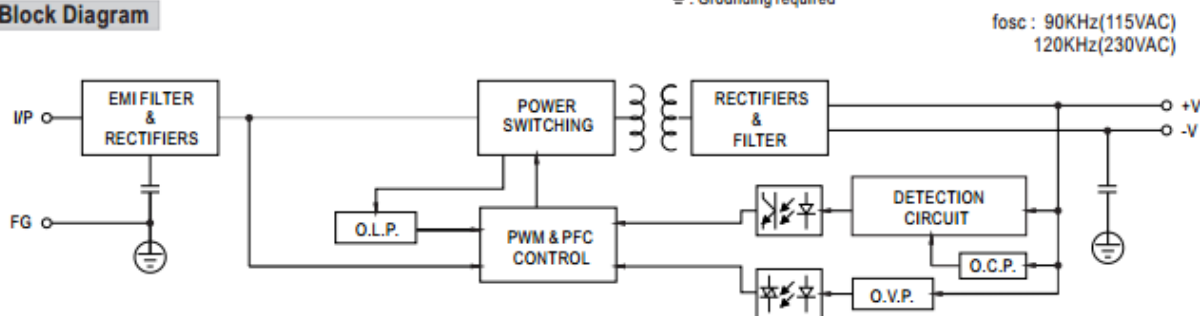 : Grounding required
Block Diagram
fosc : 90KHz(115VAC)
120KHz(230VAC)
I/P
EMI FILTER
&
RECTIFIERS
POWER
SWITCHING
RECTIFIERS
&
FILTER
+V
-V
FG
O.L.P.
PWM & PFC
CONTROL
DETECTION
CIRCUIT
O.C.P.
O.V.P.